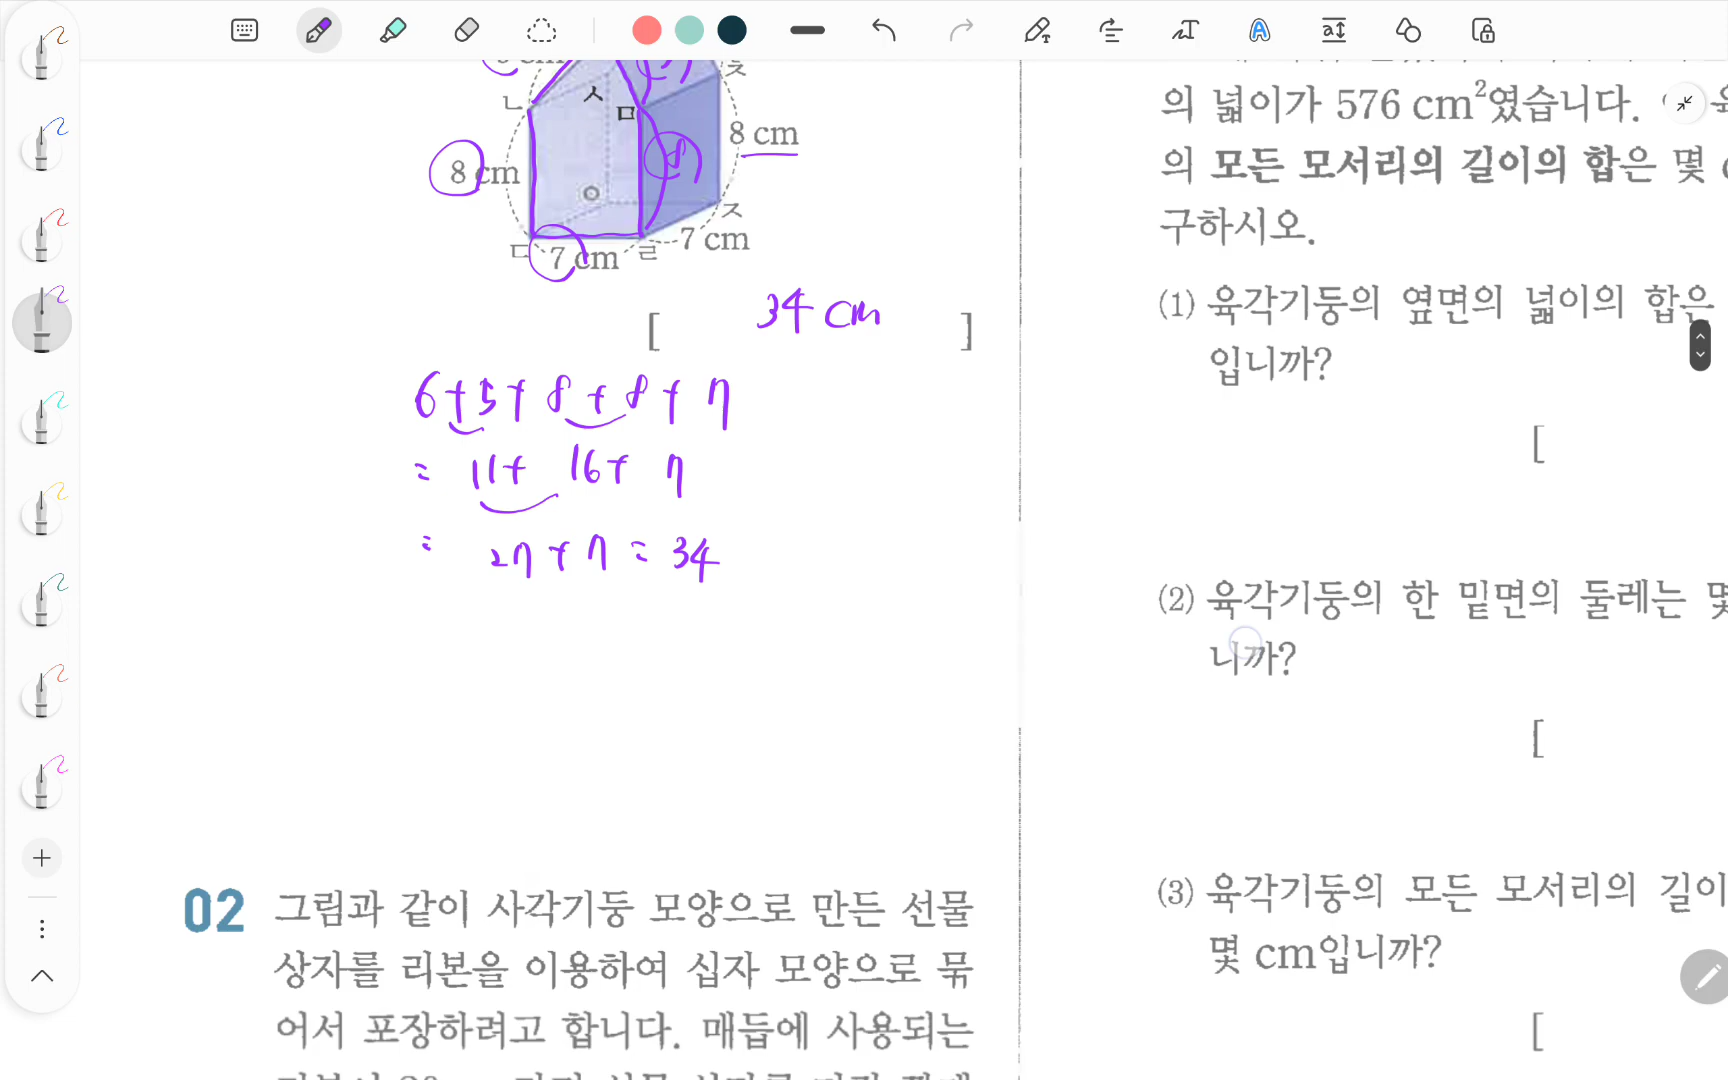 ㄴ
ㅅ
ㅁ
8
8 cm
8 cm
ㅇ
ㅈ
7 cm
ㄷ
7 cm
ㄹ
[ 34 cm ]
6+5+8+8+7
= 11+ 16+ 7
= 27+7=34
02 그림과 같이 사각기둥 모양으로 만든 선물
상자를 리본을 이용하여 십자 모양으로 묶
어서 포장하려고 합니다. 매듭에 사용되는
의 넓이가 576 cm²였습니다.
의 모든 모서리의 길이의 합은 몇
구하시오.
(1) 육각기둥의 옆면의 넓이의 합은
입니까?
[
(2) 육각기둥의 한 밑면의 둘레는 몇
니까?
[
(3) 육각기둥의 모든 모서리의 길이
몇 cm입니까?
[